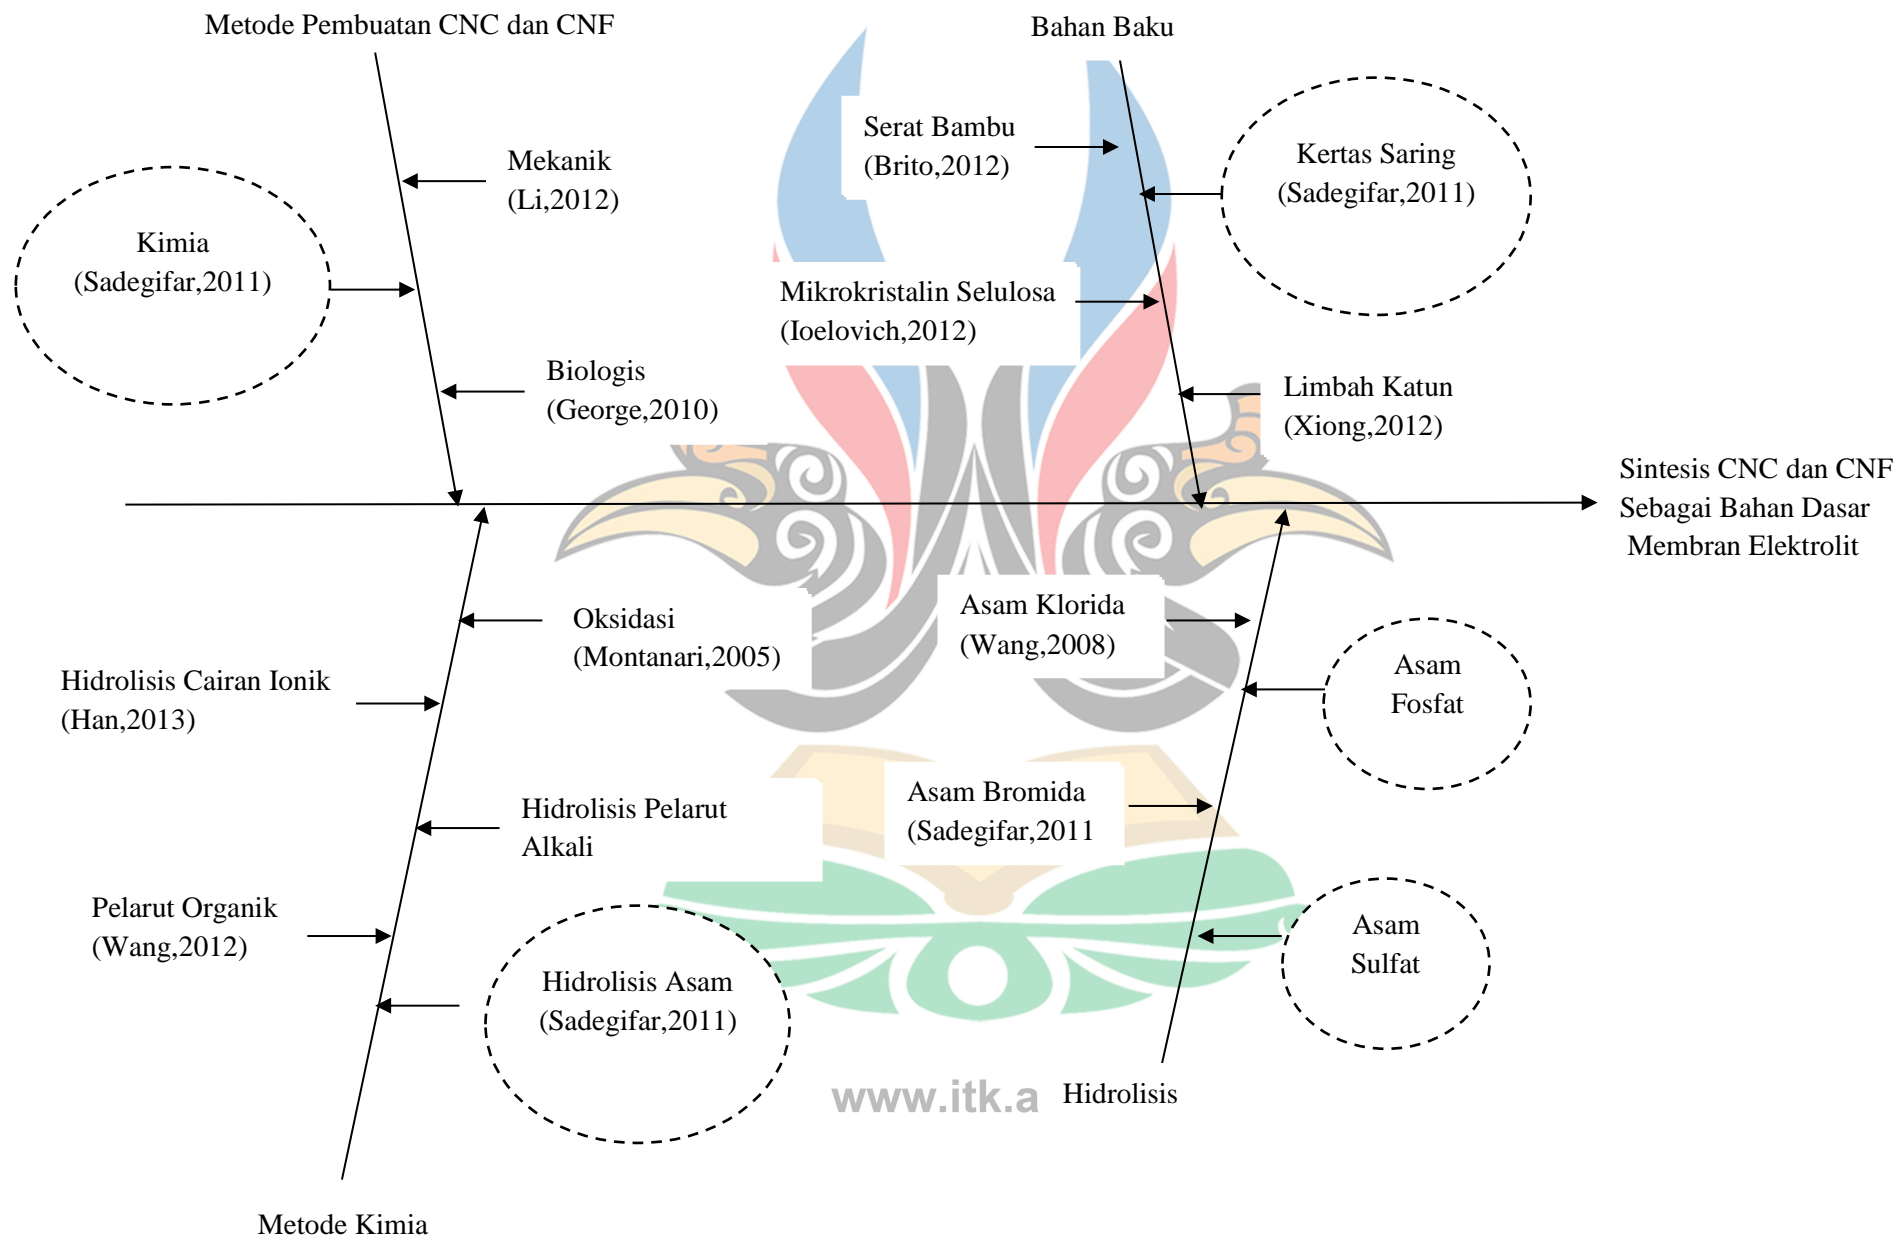 Metode Pembuatan CNC dan CNF
Bahan Baku
Serat Bambu
(Brito,2012)
Kertas Saring
(Sadegifar,2011)
Mekanik
(Li,2012)
Kimia
(Sadegifar,2011)
Mikrokristalin Selulosa
(Ioelovich,2012)
Biologis
(George,2010)
Limbah Katun
(Xiong,2012)
Sintesis CNC dan CNF
Sebagai Bahan Dasar
Membran Elektrolit
Oksidasi
(Montanari,2005)
Asam Klorida
(Wang,2008)
Hidrolisis Cairan Ionik
(Han,2013)
Asam
Fosfat
Hidrolisis Pelarut
Alkali
Asam Bromida
(Sadegifar,2011
Pelarut Organik
(Wang,2012)
Asam
Sulfat
Hidrolisis Asam
(Sadegifar,2011)
www.itk.a
Hidrolisis
Metode Kimia